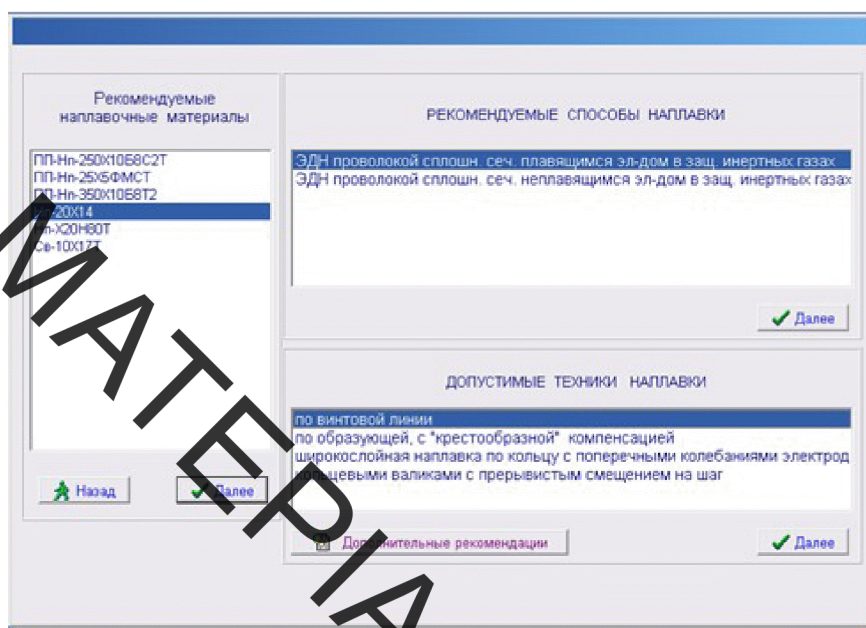 Рекомендуемые
наплавочные материалы
ПП-Нп-250Х10Б8С2Т
ПП-Нп-25Х5ФМСТ
ПП-Нп-350Х10Б8Т2
Нп-20Х14
Нп-Х20Н80Т
Св-10Х17Т
Назад
Далее
РЕКОМЕНДУЕМЫЕ СПОСОБЫ НАПЛАВКИ
ЭДН проволокой сплошн. сеч. плавящимся эл-дом в защ. инертных газах
ЭДН проволокой сплошн. сеч. неплавящимся эл-дом в защ. инертных газах
Далее
ДОПУСТИМЫЕ ТЕХНИКИ НАПЛАВКИ
по винтовой линии
по образующей, с "крестообразной" компенсацией
широкослойная наплавка по кольцу с поперечными колебаниями электрод
кольцевыми валиками с прерывистым смещением на шаг
Дополнительные рекомендации
Далее
МАТЕРІА